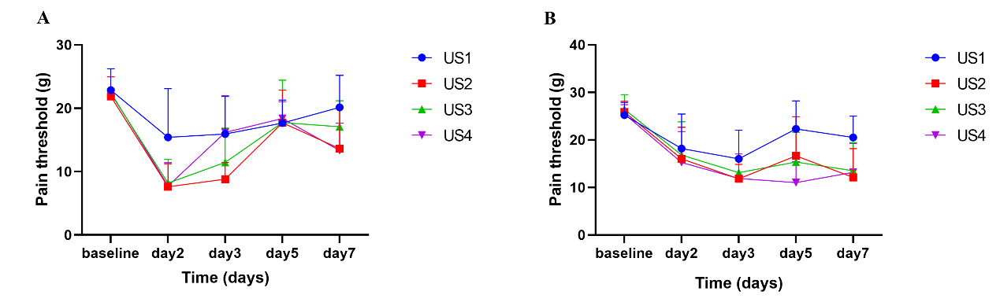 A
Pain threshold (g)
30
20
10
0
baseline day2 day3 day5 day7
Time (days)
US1
US2
US3
US4
B
Pain threshold (g)
40
30
20
10
0
baseline day2 day3 day5 day7
Time (days)
US1
US2
US3
US4